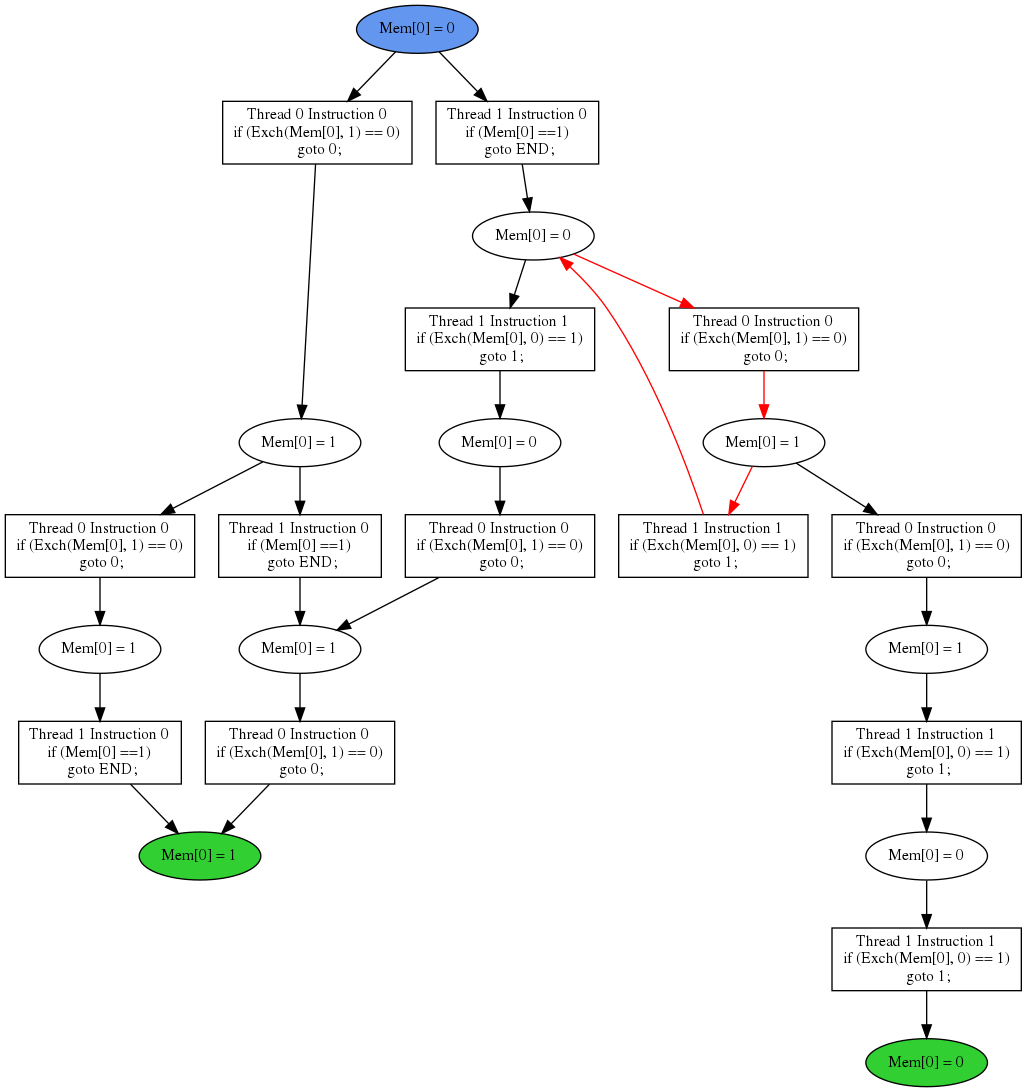 Mem[0] = 0
Thread 0 Instruction 0
if (Exch(Mem[0], 1) == 0)
goto 0;
Thread 1 Instruction 0
if (Mem[0] ==1)
goto END;
Mem[0] = 0
Thread 1 Instruction 1
if (Exch(Mem[0], 0) == 1)
goto 1;
Thread 0 Instruction 0
if (Exch(Mem[0], 1) == 0)
goto 0;
Mem[0] = 1
Mem[0] = 0
Mem[0] = 1
Thread 0 Instruction 0
if (Exch(Mem[0], 1) == 0)
goto 0;
Thread 1 Instruction 0
if (Mem[0] ==1)
goto END;
Thread 0 Instruction 0
if (Exch(Mem[0], 1) == 0)
goto 0;
Thread 1 Instruction 1
if (Exch(Mem[0], 0) == 1)
goto 1;
Thread 0 Instruction 0
if (Exch(Mem[0], 1) == 0)
goto 0;
Mem[0] = 1
Mem[0] = 1
Mem[0] = 1
Thread 1 Instruction 0
if (Mem[0] ==1)
goto END;
Thread 0 Instruction 0
if (Exch(Mem[0], 1) == 0)
goto 0;
Thread 1 Instruction 1
if (Exch(Mem[0], 0) == 1)
goto 1;
Mem[0] = 1
Mem[0] = 0
Thread 1 Instruction 1
if (Exch(Mem[0], 0) == 1)
goto 1;
Mem[0] = 0